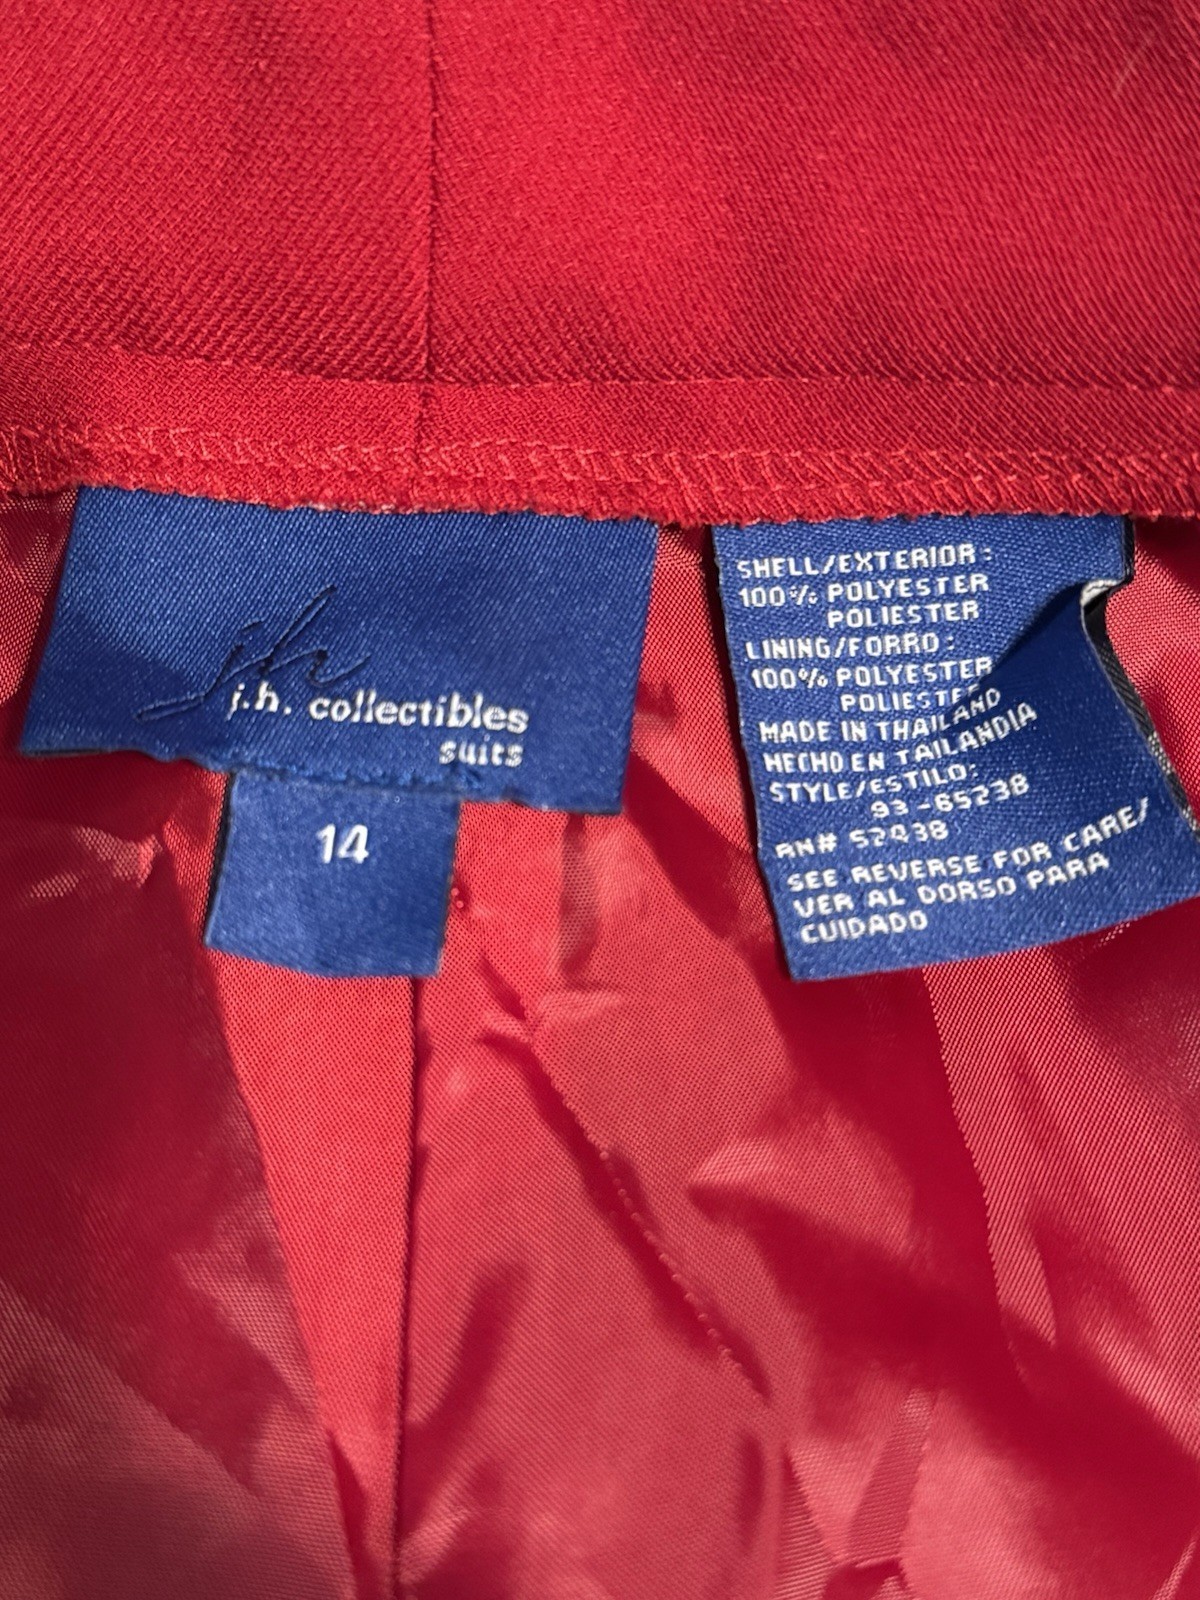 jh
j.h. collectibles
suits
14
SHELL/EXTERIOR:
100% POLYESTER
POLIESTER
LINING/FORRO:
100% POLYESTER
POLIESTER
MADE IN THAILAND
HECHO EN TAILANDIA
STYLE/ESTILO:
93-65238
RN# 52938
SEE REVERSE FOR CARE/
VER AL DORSO PARA
CUIDADO